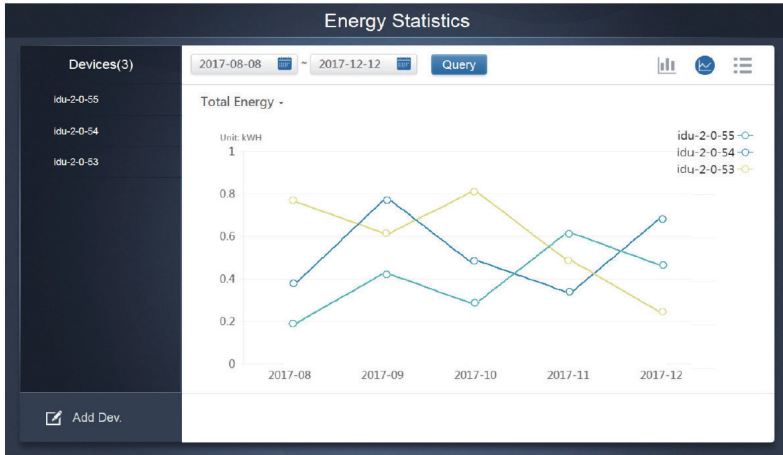 Energy Statistics
Devices(3)
idu-2-0-55
idu-2-0-54
idu-2-0-53
Add Dev.
2017-08-08 ~ 2017-12-12 Query
Total Energy
Unit: kWH
idu-2-0-55
idu-2-0-54
idu-2-0-53
1
0.8
0.6
0.4
0.2
0
2017-08 2017-09 2017-10 2017-11 2017-12